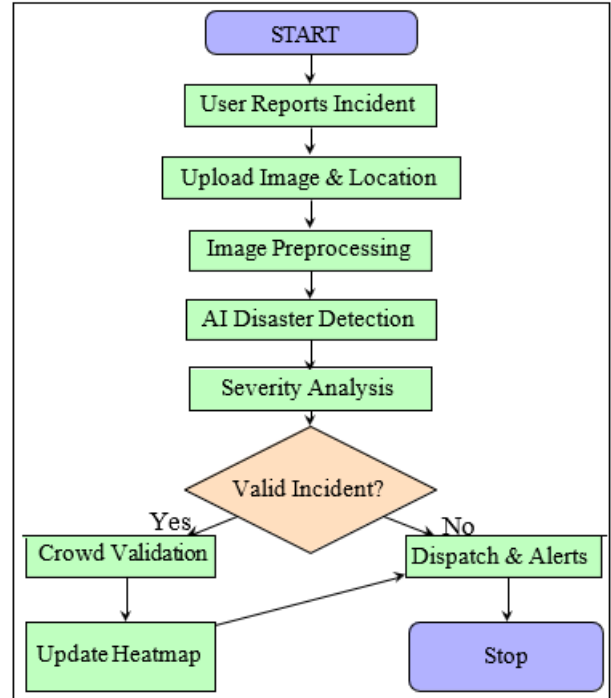 START
User Reports Incident
Upload Image & Location
Image Preprocessing
AI Disaster Detection
Severity Analysis
Valid Incident?
Yes
No
Crowd Validation
Dispatch & Alerts
Update Heatmap
Stop